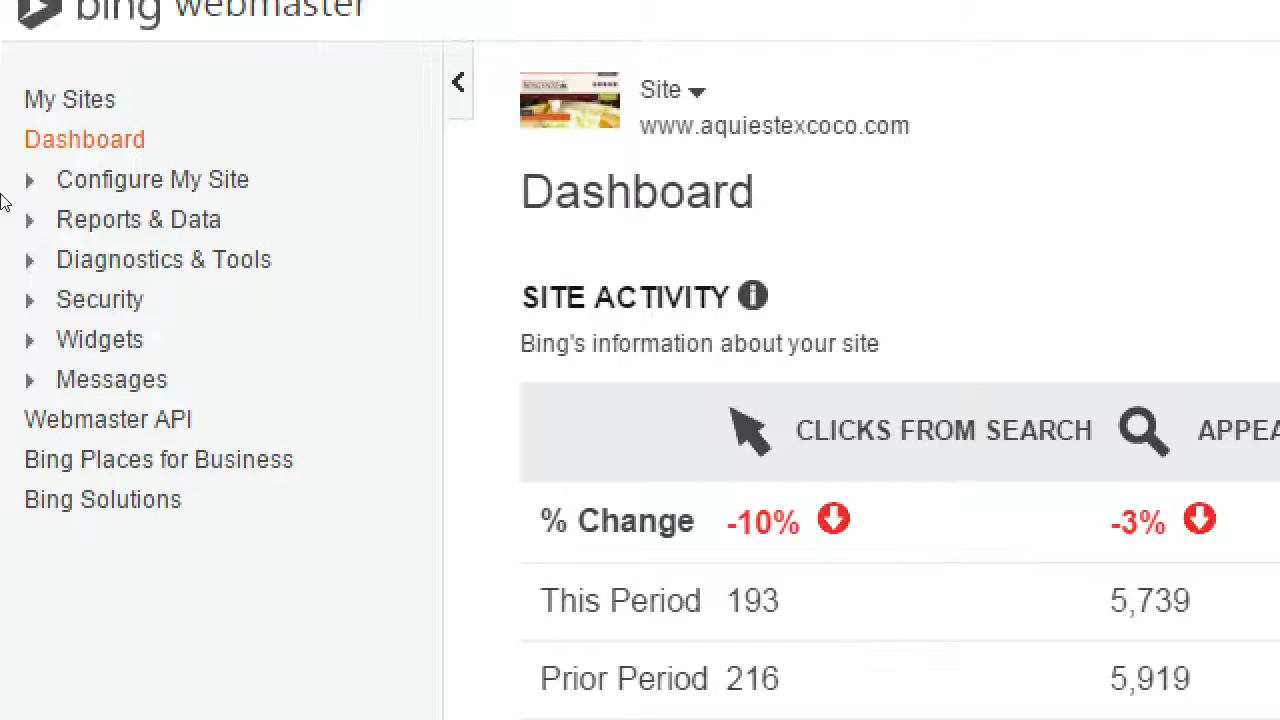 bing webmaster
My Sites
Dashboard
Configure My Site
Reports & Data
Diagnostics & Tools
Security
Widgets
Messages
Webmaster API
Bing Places for Business
Bing Solutions
Site
www.aquiestexcoco.com
Dashboard
SITE ACTIVITY
Bing's information about your site
CLICKS FROM SEARCH APPEA
% Change -10% -3%
This Period 193 5,739
Prior Period 216 5,919